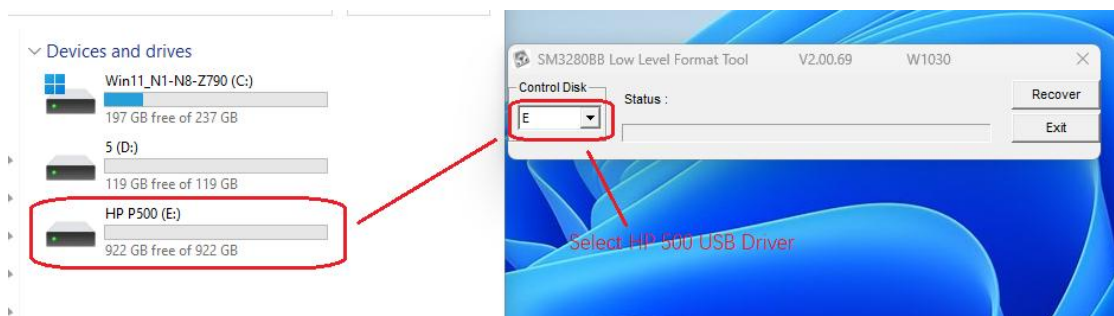 Devices and drives
Win11_N1-N8-Z790 (C:)
197 GB free of 237 GB
5 (D:)
119 GB free of 119 GB
HP P500 (E:)
922 GB free of 922 GB
SM3280BB Low Level Format Tool V2.00.69 W1030
Control Disk
E
Status :
Recover
Exit
Select HP 500 USB Driver